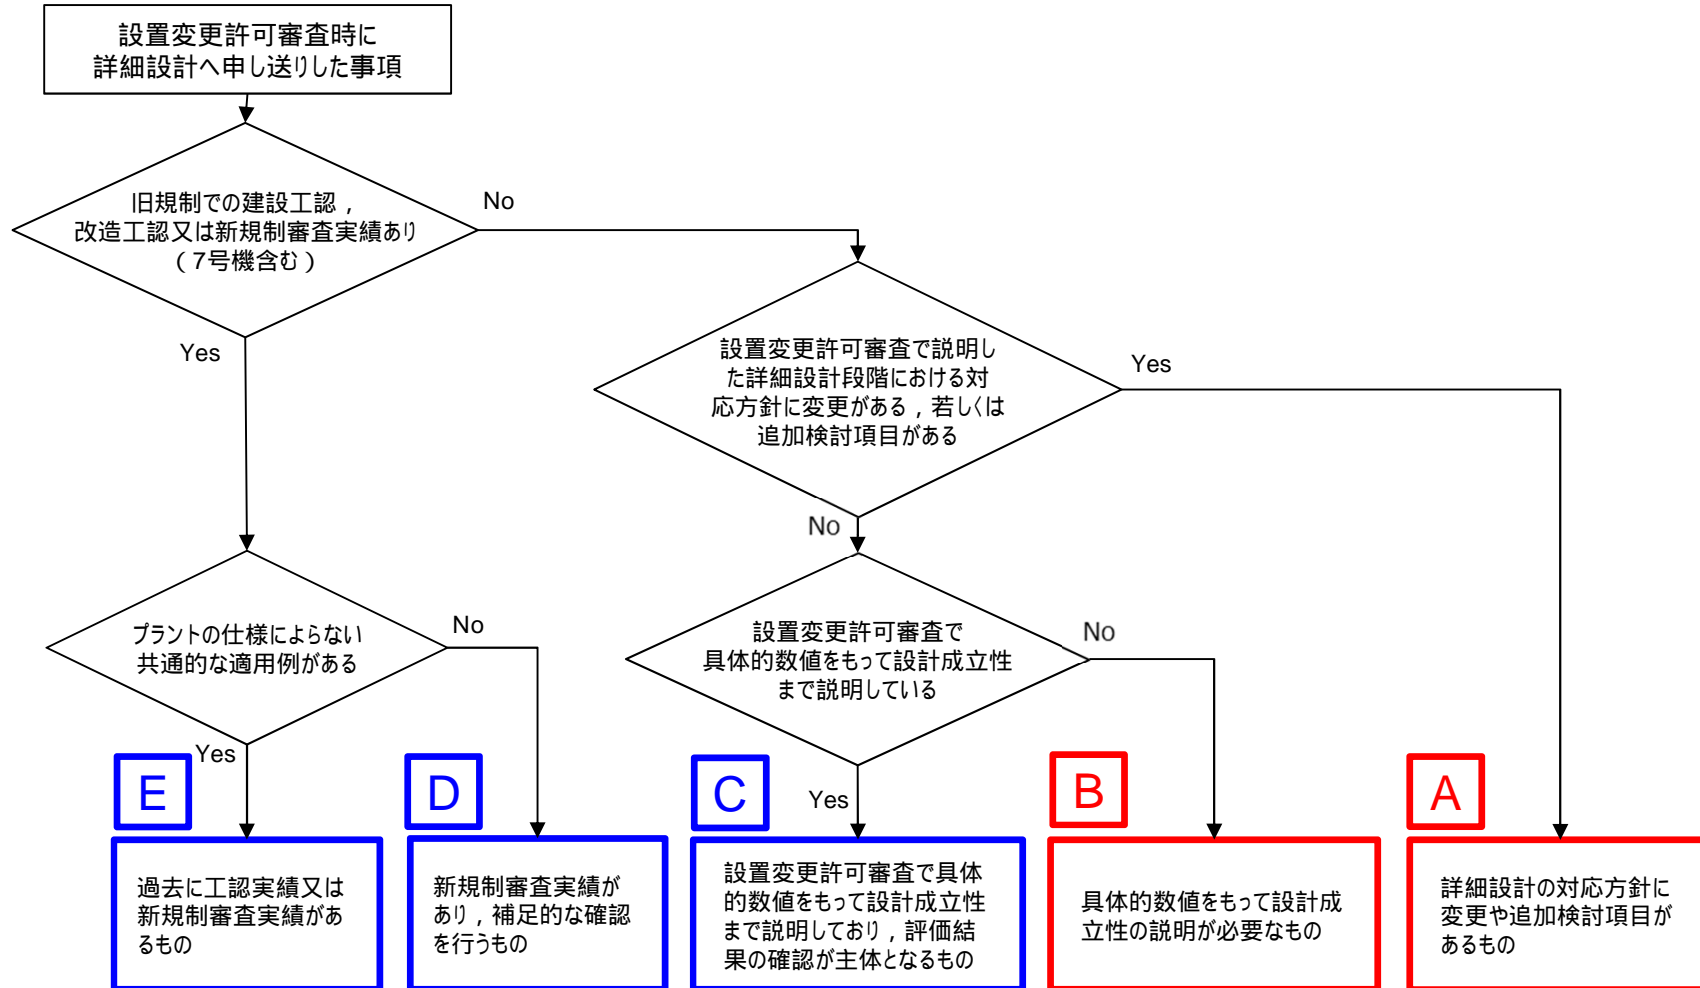 設置変更許可審査時に
詳細設計へ申し送りした事項
旧規制での建設工認，
改造工認又は新規制審査実績あり
（7号機含む）
No
Yes
設置変更許可審査で説明し
た詳細設計段階における対
応方針に変更がある，若しくは
追加検討項目がある
Yes
No
プラントの仕様によらない
共通的な適用例がある
No
Yes
設置変更許可審査で
具体的数値をもって設計成立性
まで説明している
No
Yes
E
過去に工認実績又は
新規制審査実績があ
るもの
D
新規制審査実績が
あり，補足的な確認
を行うもの
C
設置変更許可審査で具体
的数値をもって設計成立性
まで説明しており，評価結
果の確認が主体となるもの
B
具体的数値をもって設計成
立性の説明が必要なもの
A
詳細設計の対応方針に
変更や追加検討項目が
あるもの